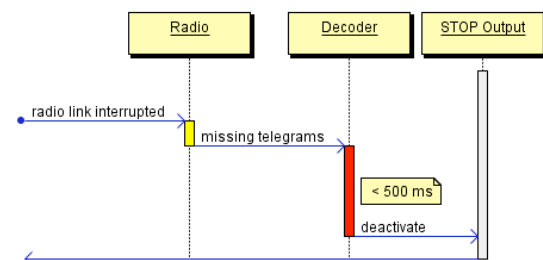 Radio
Decoder
STOP Output
radio link interrupted
missing telegrams
< 500 ms
deactivate